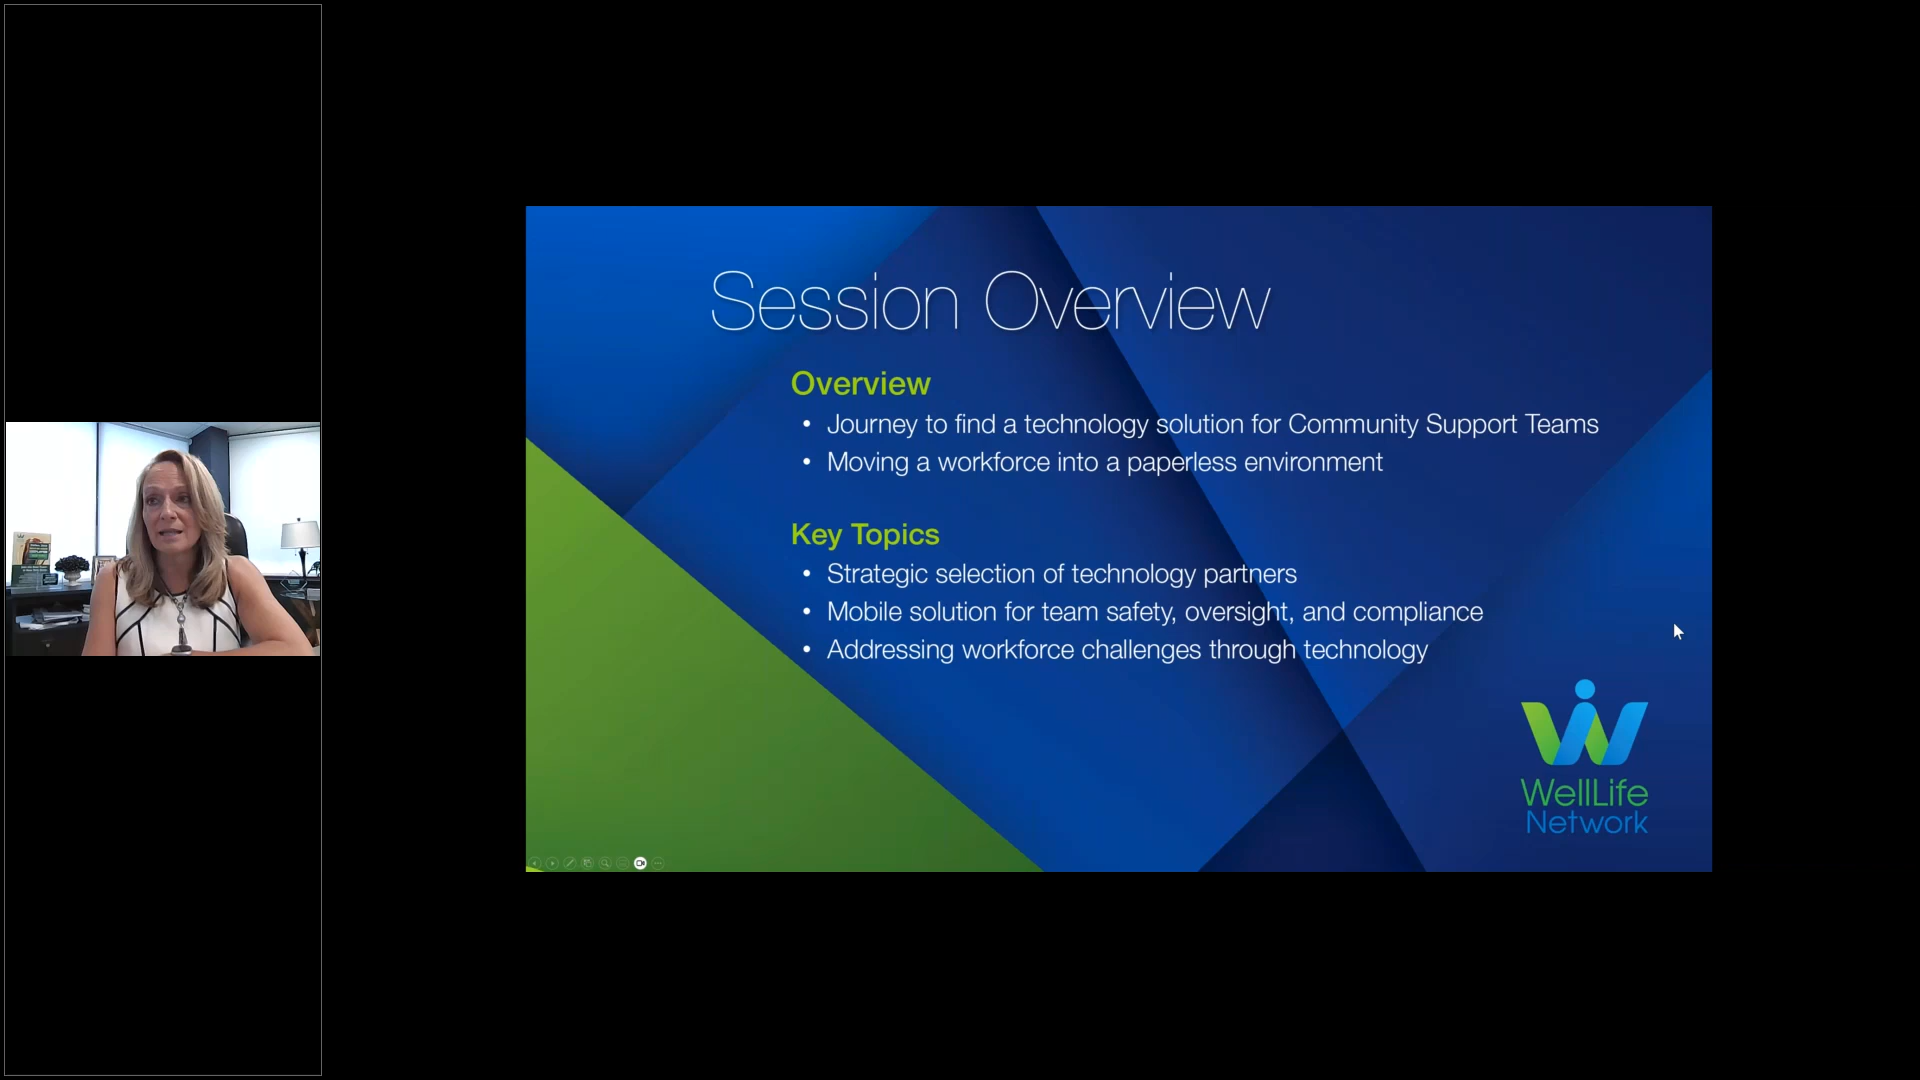 Session Overview
Overview
• Journey to find a technology solution for Community Support Teams
• Moving a workforce into a paperless environment
Key Topics
• Strategic selection of technology partners
• Mobile solution for team safety, oversight, and compliance
• Addressing workforce challenges through technology
WellLife
Network